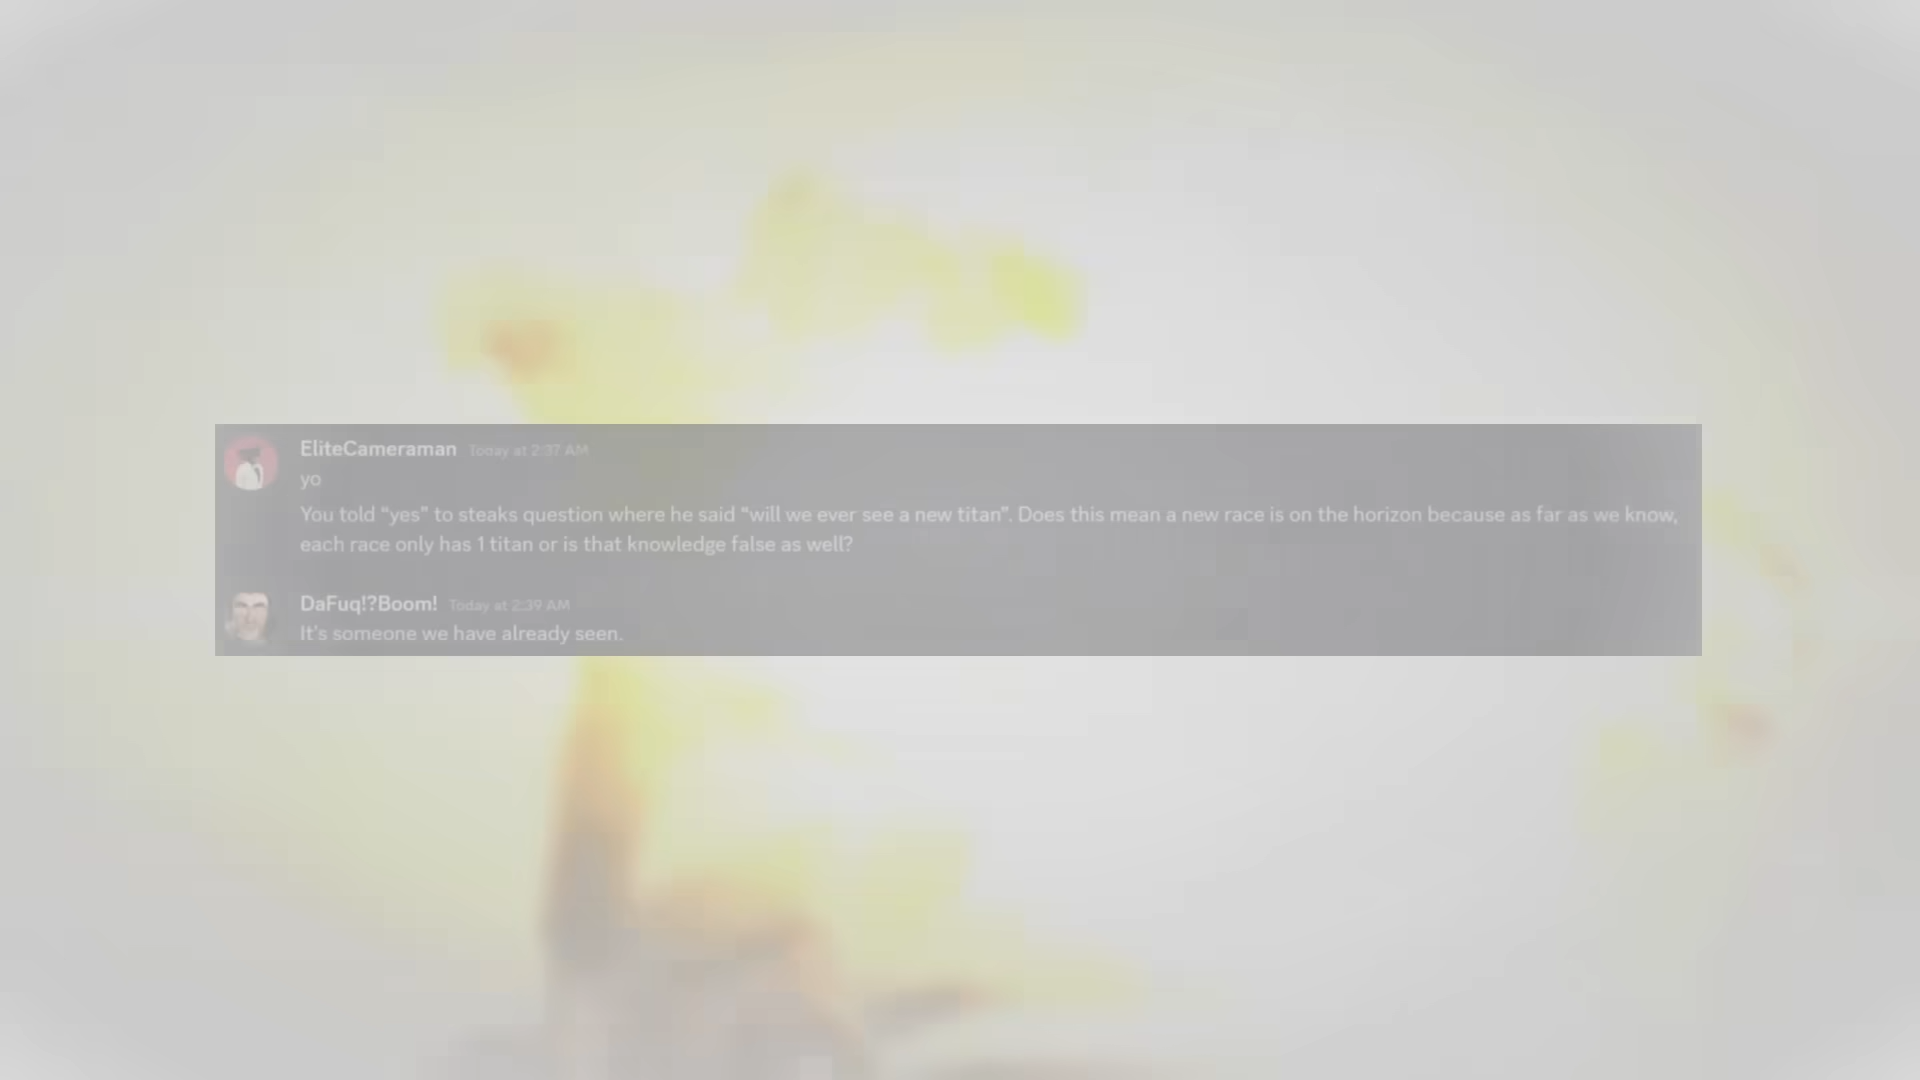 EliteCameraman Today at 2:37 AM
yo
You told “yes” to steaks question where he said “will we ever see a new titan”. Does this mean a new race is on the horizon because as far as we know,
each race only has 1 titan or is that knowledge false as well?
DaFuq!?Boom! Today at 2:39 AM
It's someone we have already seen.